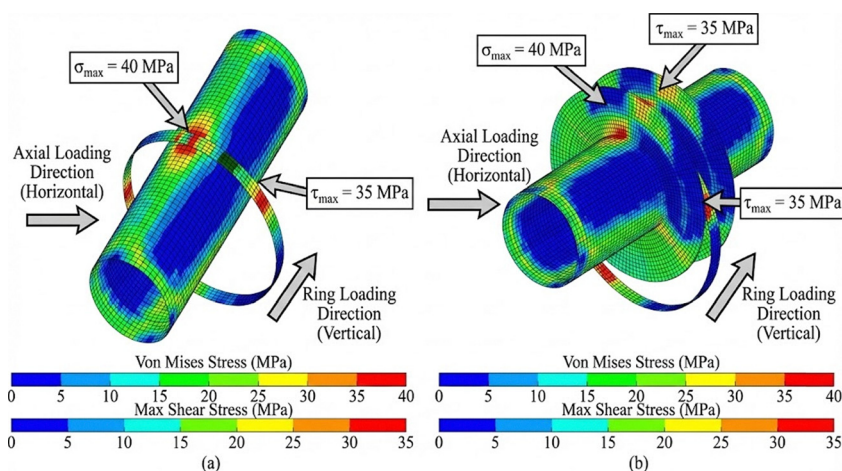 σmax = 40 MPa
Axial Loading
Direction
(Horizontal)
τmax = 35 MPa
Ring Loading
Direction
(Vertical)
Von Mises Stress (MPa)
0 5 10 15 20 25 30 35 40
Max Shear Stress (MPa)
0 5 10 15 20 25 30 35
(a)
τmax = 35 MPa
σmax = 40 MPa
Axial Loading
Direction
(Horizontal)
τmax = 35 MPa
Ring Loading
Direction
(Vertical)
Von Mises Stress (MPa)
0 5 10 15 20 25 30 35 40
Max Shear Stress (MPa)
0 5 10 15 20 25 30 35
(b)